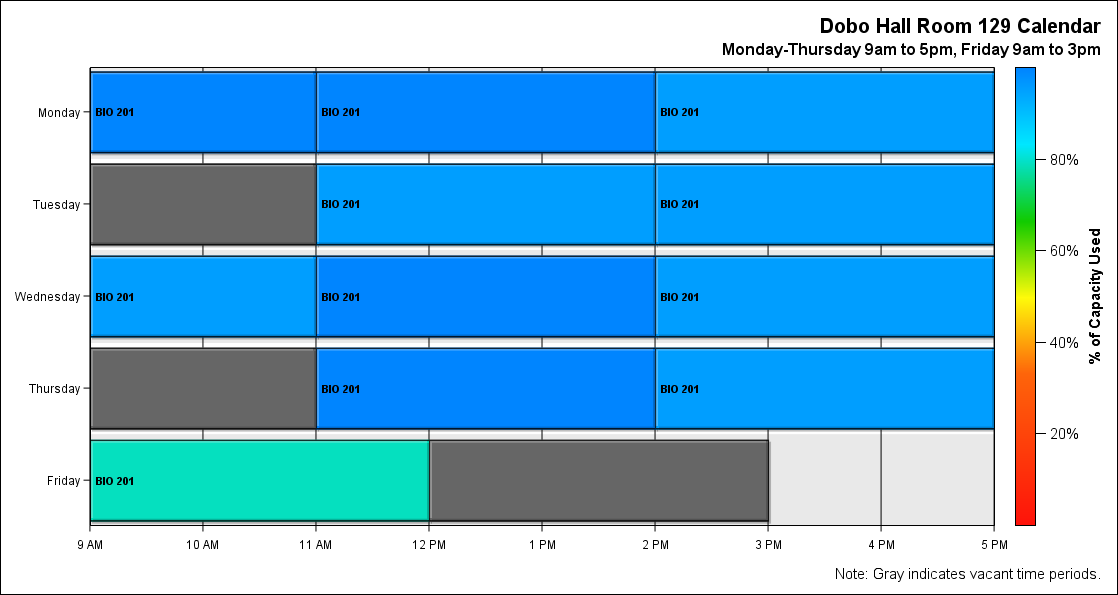 Dobo Hall Room 129 Calendar
Monday-Thursday 9am to 5pm, Friday 9am to 3pm
Monday
BIO 201 BIO 201 BIO 201
Tuesday
BIO 201 BIO 201
Wednesday
BIO 201 BIO 201 BIO 201
Thursday
BIO 201 BIO 201
Friday
BIO 201
9 AM 10 AM 11 AM 12 PM 1 PM 2 PM 3 PM 4 PM 5 PM
80%
60%
40%
20%
% of Capacity Used
Note: Gray indicates vacant time periods.